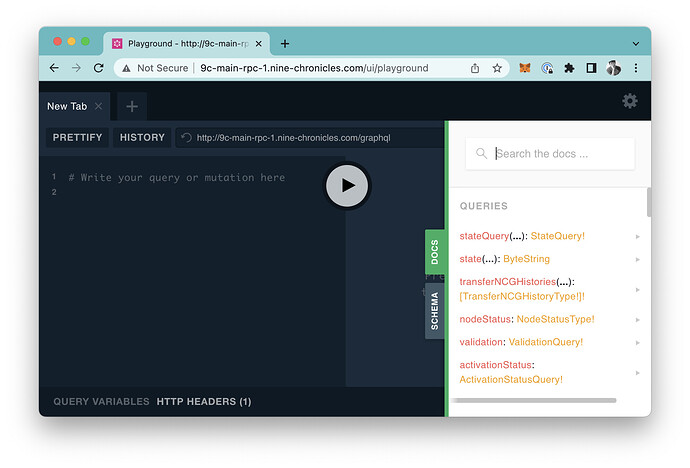 Playground - http://9c-main-rpc
Not Secure | 9c-main-rpc-1.nine-chronicles.com/ui/playground
New Tab
PRETTIFY
HISTORY
http://9c-main-rpc-1.nine-chronicles.com/graphql
1 # Write your query or mutation here
2
DOCS
SCHEMA
Search the docs ...
QUERIES
stateQuery(...): StateQuery!
state(...): ByteString
transferNCGHistories(...):
[TransferNCGHistoryType!]!
nodeStatus: NodeStatusType!
validation: ValidationQuery!
activationStatus:
ActivationStatusQuery!
QUERY VARIABLES
HTTP HEADERS (1)